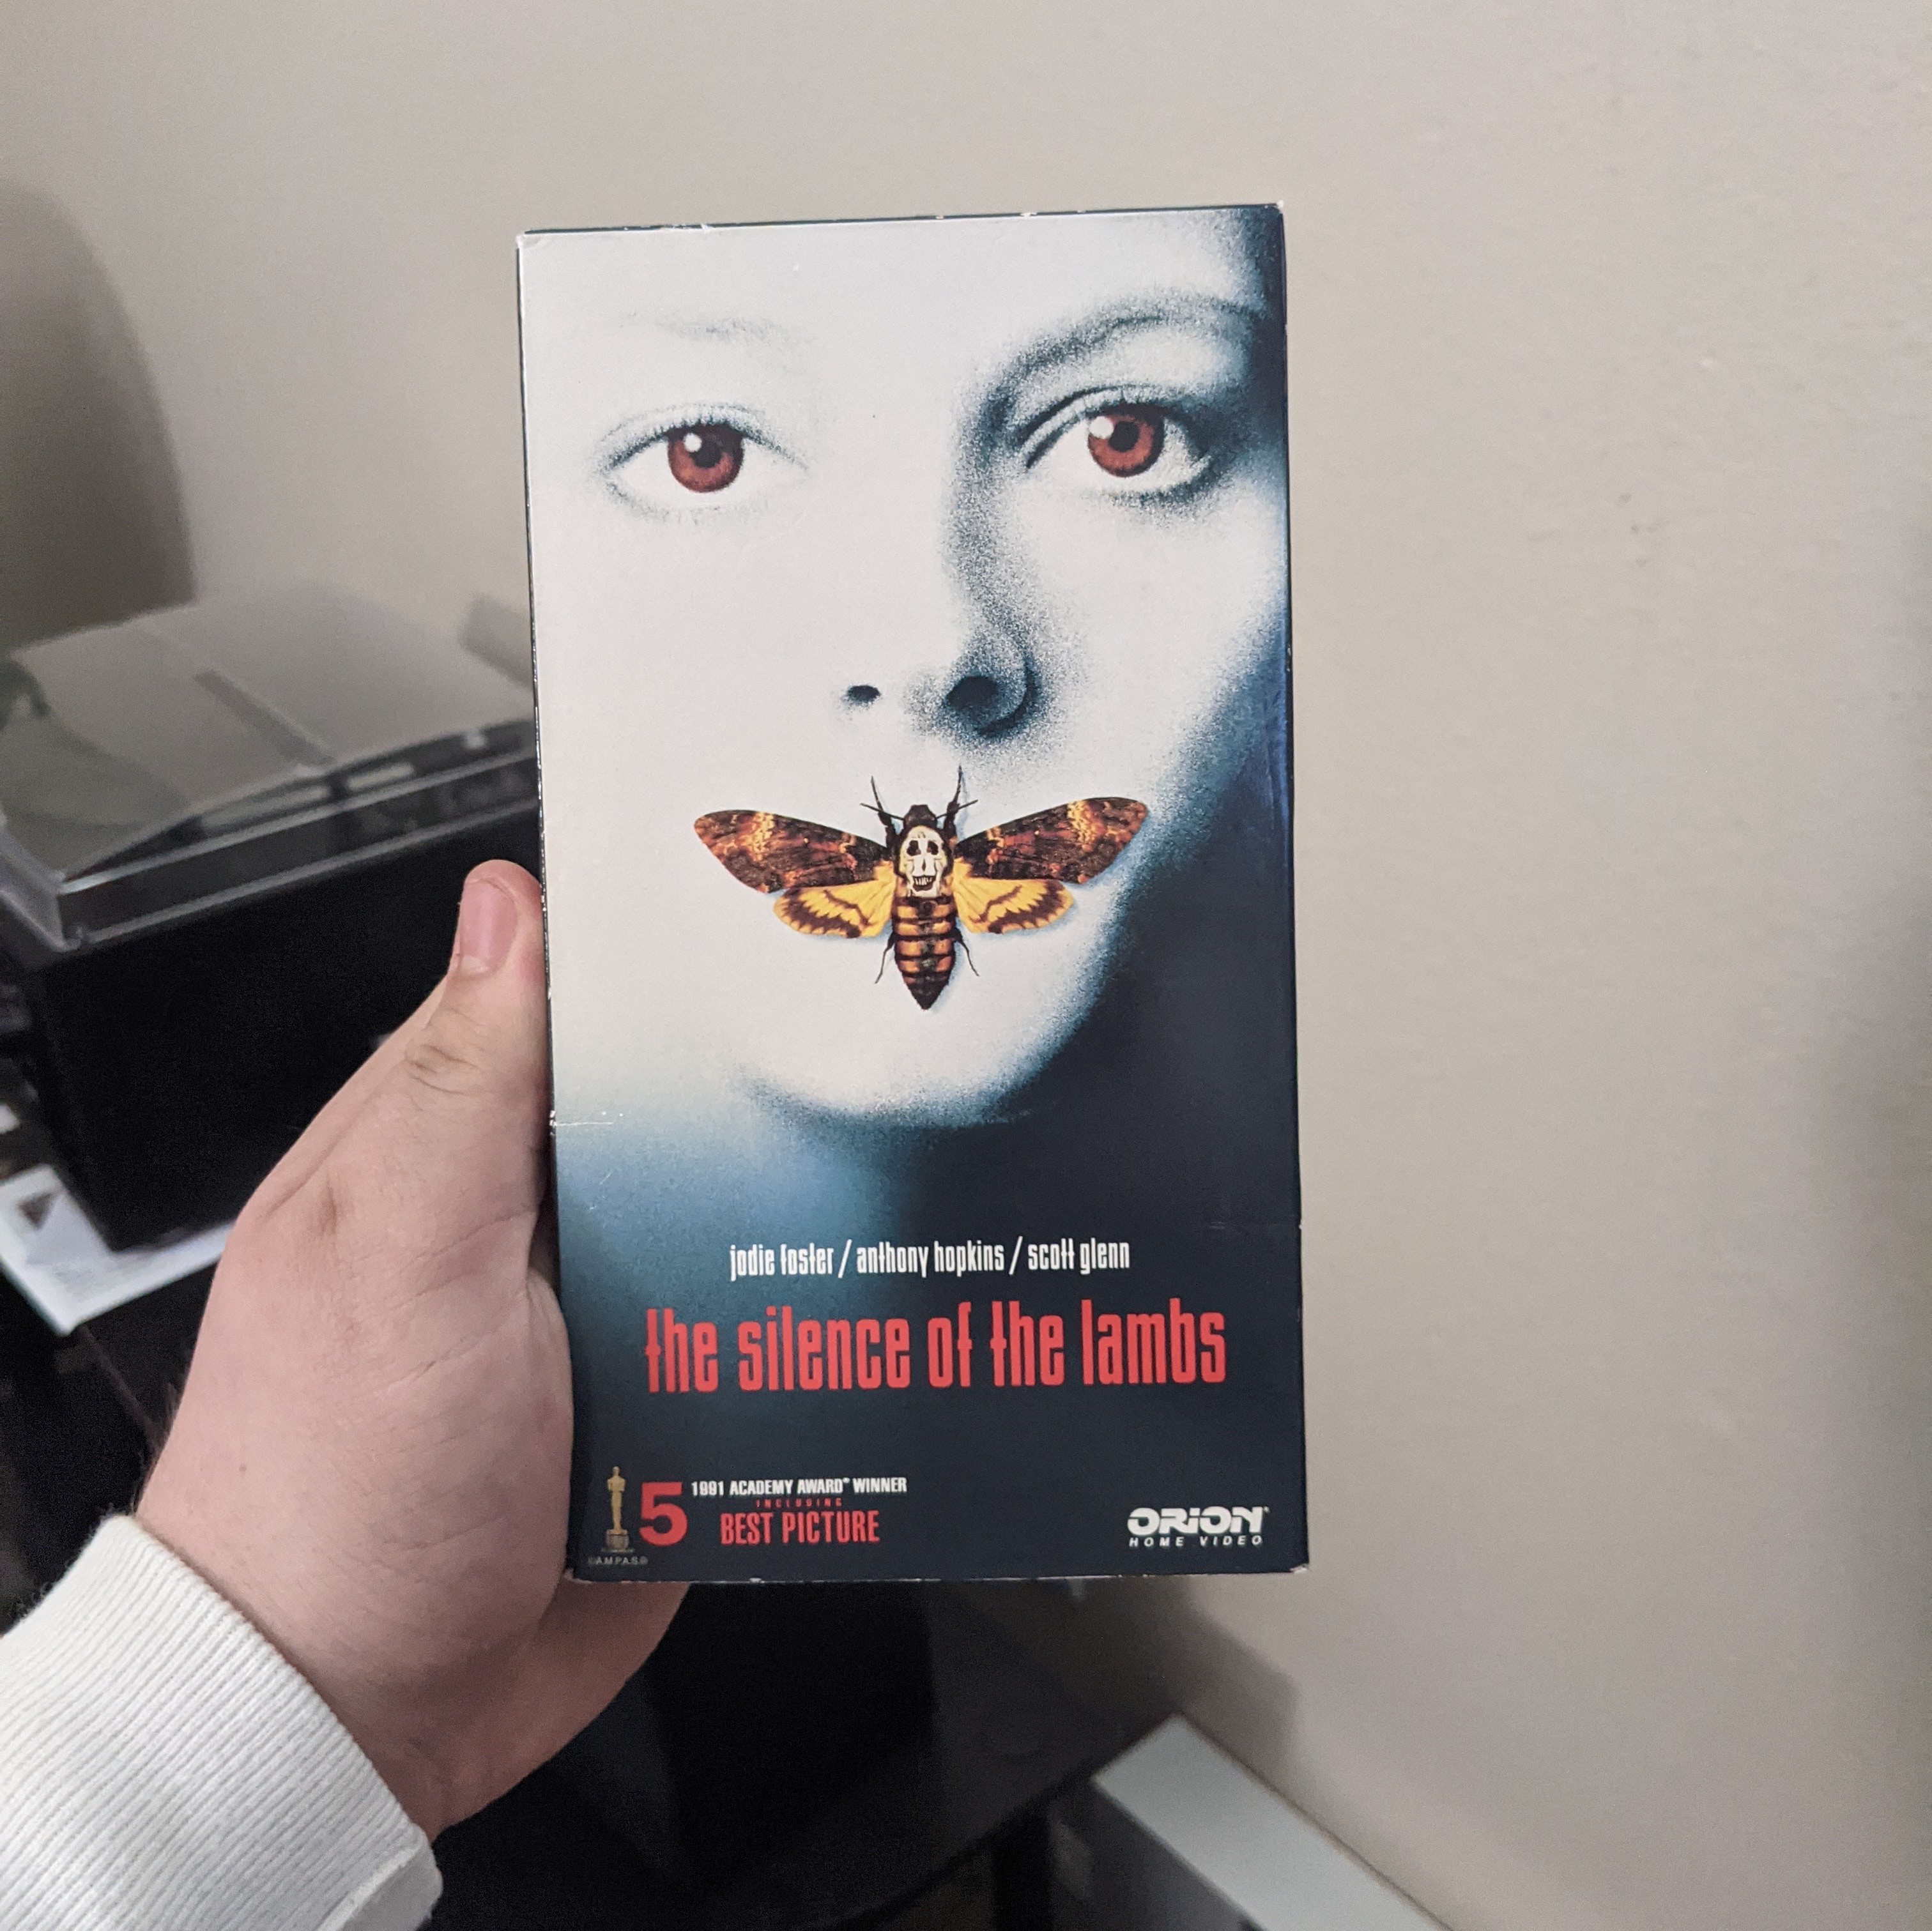 jodie foster / anthony hopkins / scott glenn
the silence of the lambs
5 1991 ACADEMY AWARD® WINNER
INCLUDING
BEST PICTURE
©A.M.P.A.S.®
ORION®
HOME VIDEO